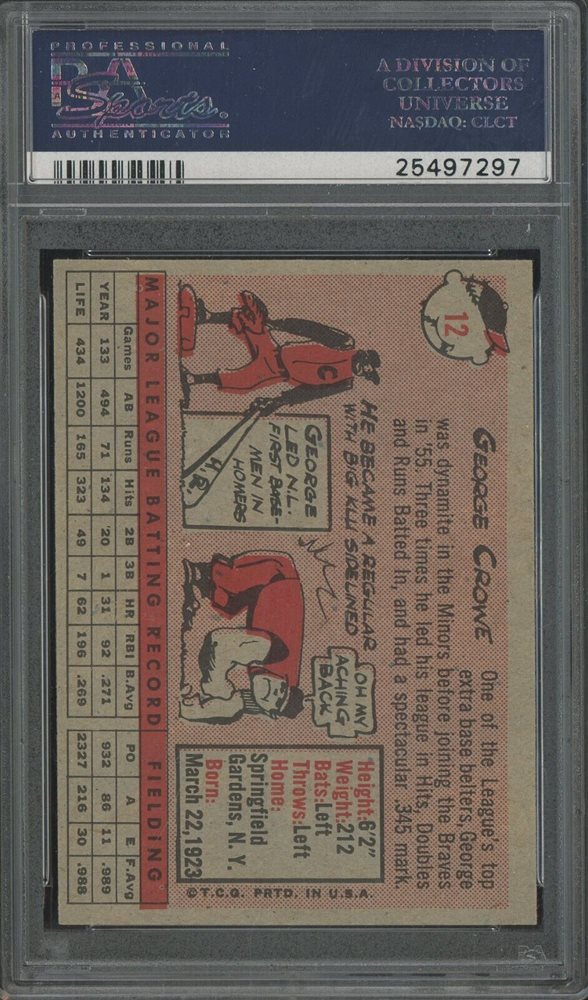 PROFESSIONAL
PSA
Sports
AUTHENTICATOR
A DIVISION OF
COLLECTORS
UNIVERSE
NASDAQ: CLCT
25497297
12
GEORGE CROWE
One of the League's top
extra base belters, George
was dynamite in the Minors before joining the Braves
in '55. Three times he led his league in Hits, Doubles
and Runs Batted In, and had a spectacular .345 mark.
HE BECAME A REGULAR
WITH BIG KLU SIDELINED
C
GEORGE
LED N.L.
FIRST BASE-
MEN IN
HOMERS
H.R.
OH MY
ACHING
BACK
Height:6'2"
Weight:212
Bats:Left
Throws:Left
Home:
Springfield
Gardens, N. Y.
Born:
March 22,1923
MAJOR LEAGUE BATTING RECORD FIELDING
Games AB Runs Hits 2B 3B HR RBI B.Avg PO A E. F.Avg
YEAR 133 494 71 134 20 1 31 92 .271 932 86 11 .989
LIFE 434 1200 165 323 49 7 62 196 .269 2327 216 30 .988
©T.C.G. PRTD. IN U.S.A.